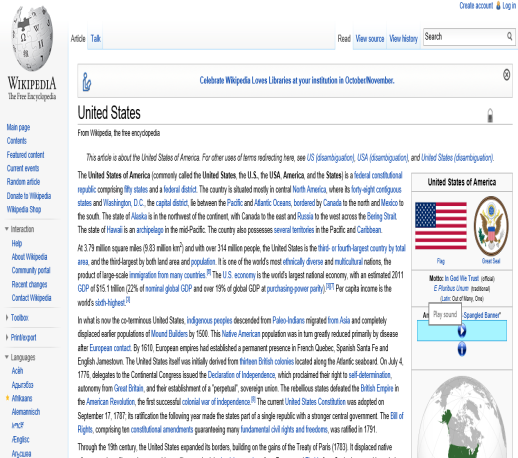 Create account Log in
Article Talk
Read View source View history Search
Celebrate Wikipedia Loves Libraries at your institution in October/November.
WIKIPEDIA
The Free Encyclopedia
Main page
Contents
Featured content
Current events
Random article
Donate to Wikipedia
Wikipedia Shop
Interaction
Help
About Wikipedia
Community portal
Recent changes
Contact Wikipedia
Toolbox
Print/export
Languages
Acèh
Адыгэбзэ
Afrikaans
Alemannisch
አማርኛ
Ænglisc
Аҧсшәа
United States
From Wikipedia, the free encyclopedia
This article is about the United States of America. For other uses of terms redirecting here, see US (disambiguation), USA (disambiguation), and United States (disambiguation).
The United States of America (commonly called the United States, the U.S., the USA, America, and the States) is a federal constitutional
republic comprising fifty states and a federal district. The country is situated mostly in central North America, where its forty-eight contiguous
states and Washington, D.C., the capital district, lie between the Pacific and Atlantic Oceans, bordered by Canada to the north and Mexico to
the south. The state of Alaska is in the northwest of the continent, with Canada to the east and Russia to the west across the Bering Strait.
The state of Hawaii is an archipelago in the mid-Pacific. The country also possesses several territories in the Pacific and Caribbean.
At 3.79 million square miles (9.83 million km2) and with over 314 million people, the United States is the third- or fourth-largest country by total
area, and the third-largest by both land area and population. It is one of the world's most ethnically diverse and multicultural nations, the
product of large-scale immigration from many countries.[6] The U.S. economy is the world's largest national economy, with an estimated 2011
GDP of $15.1 trillion (22% of nominal global GDP and over 19% of global GDP at purchasing-power parity).[3][7] Per capita income is the
world's sixth-highest.[3]
In what is now the co-terminous United States, indigenous peoples descended from Paleo-Indians migrated from Asia and completely
displaced earlier populations of Mound Builders by 1500. This Native American population was in turn greatly reduced primarily by disease
after European contact. By 1610, European empires had established a permanent presence in French Quebec, Spanish Santa Fe and
English Jamestown. The United States itself was initially derived from thirteen British colonies located along the Atlantic seaboard. On July 4,
1776, delegates to the Continental Congress issued the Declaration of Independence, which proclaimed their right to self-determination,
autonomy from Great Britain, and their establishment of a "perpetual", sovereign union. The rebellious states defeated the British Empire in
the American Revolution, the first successful colonial war of independence.[8] The current United States Constitution was adopted on
September 17, 1787; its ratification the following year made the states part of a single republic with a stronger central government. The Bill of
Rights, comprising ten constitutional amendments guaranteeing many fundamental civil rights and freedoms, was ratified in 1791.
Through the 19th century, the United States expanded its borders, building on the gains of the Treaty of Paris (1783). It displaced native
United States of America
Flag Great Seal
Motto: In God We Trust (official)
E Pluribus Unum (traditional)
(Latin: Out of Many, One)
An Spangled Banner"
Play sound